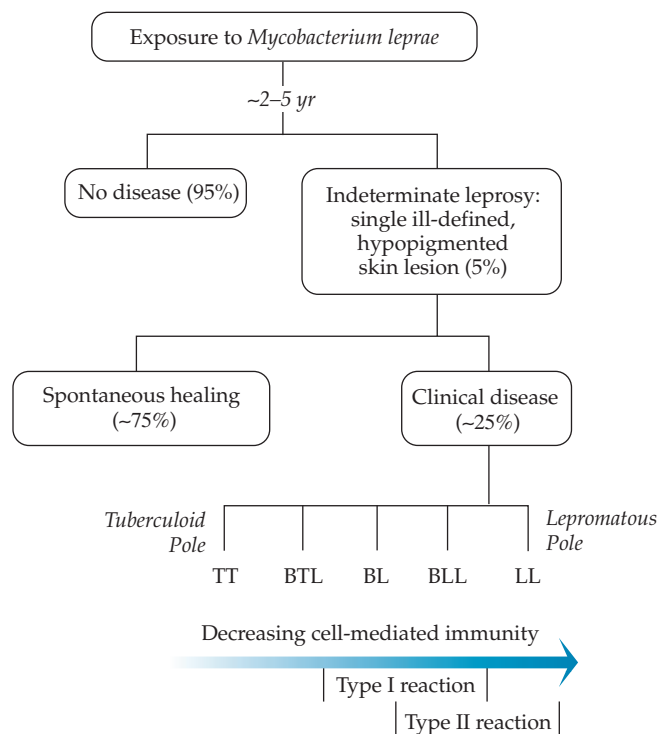 Exposure to Mycobacterium leprae
~2–5 yr
No disease (95%)
Indeterminate leprosy:
single ill-defined,
hypopigmented
skin lesion (5%)
Spontaneous healing
(~75%)
Clinical disease
(~25%)
Tuberculoid
Pole
Lepromatous
Pole
TT BTL BL BLL LL
Decreasing cell-mediated immunity
Type I reaction
Type II reaction